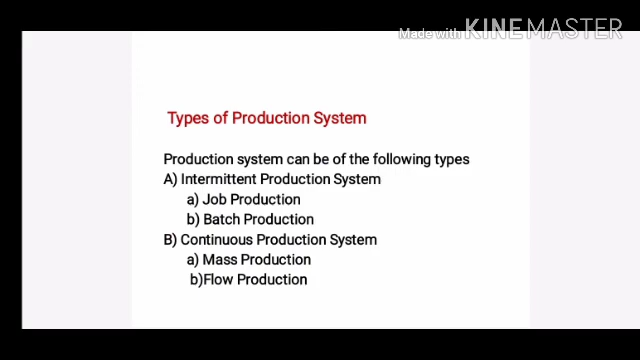 Made with KINEMASTER
Types of Production System
Production system can be of the following types
A) Intermittent Production System
a) Job Production
b) Batch Production
B) Continuous Production System
a) Mass Production
b)Flow Production